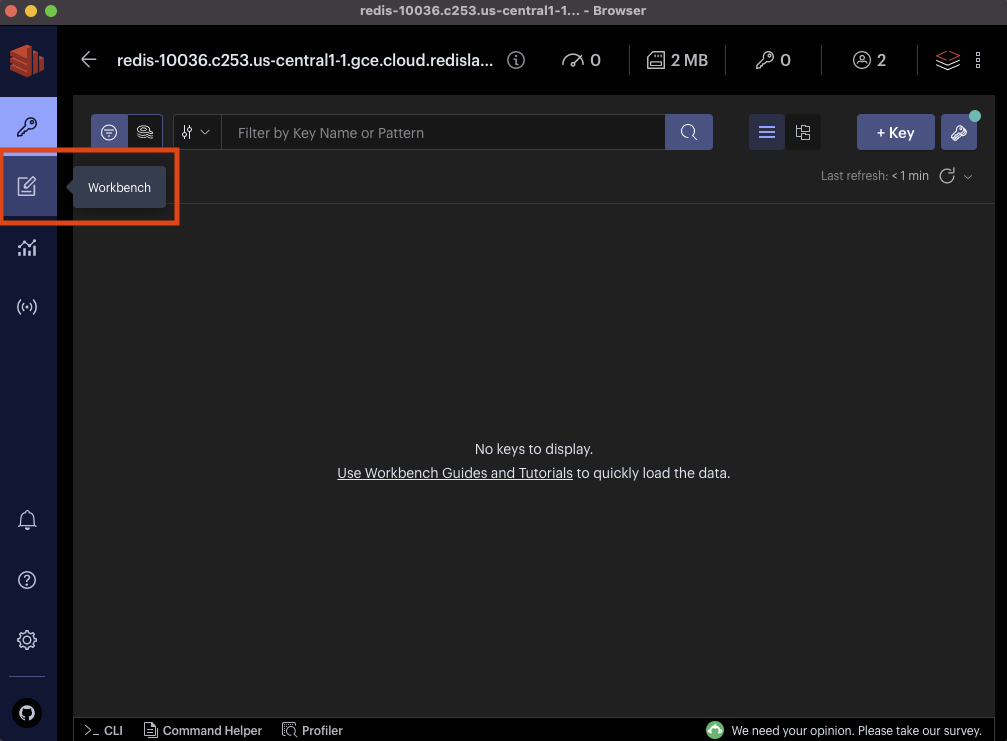 redis-10036.c253.us-central1-1... - Browser
redis-10036.c253.us-central1-1.gce.cloud.redisla... 0 2 MB 0 2
Filter by Key Name or Pattern + Key
Last refresh: < 1 min
Workbench
No keys to display.
Use Workbench Guides and Tutorials to quickly load the data.
>_ CLI Command Helper Profiler We need your opinion. Please take our survey.